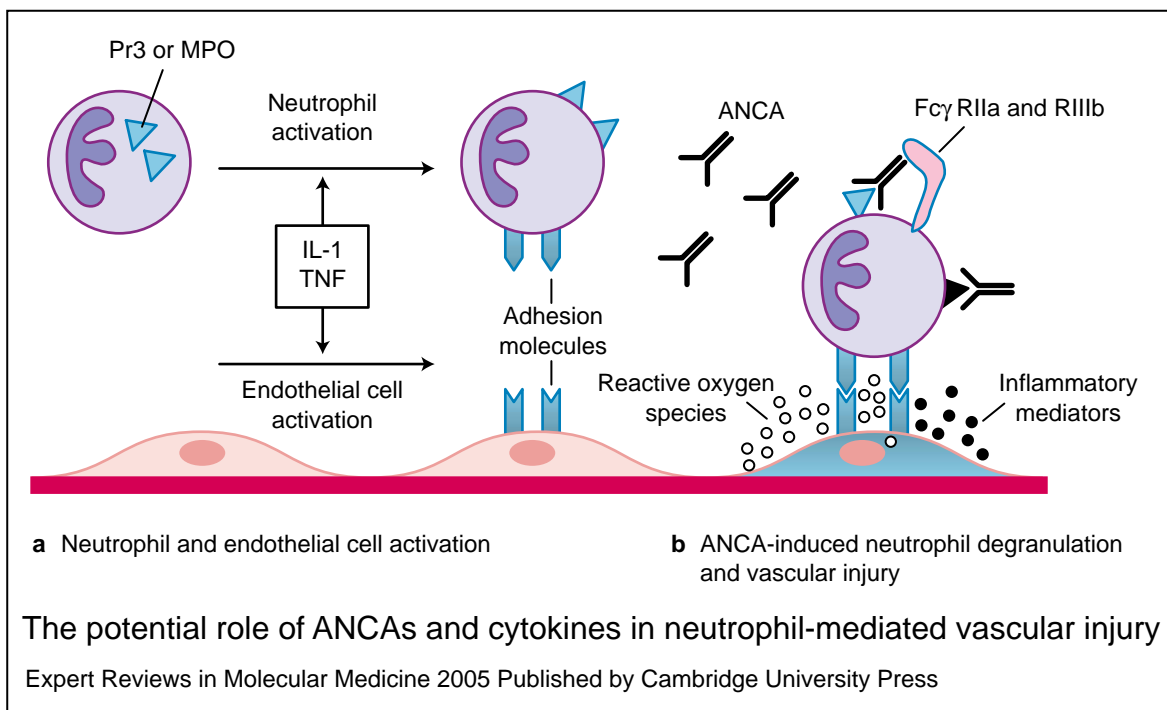 Pr3 or MPO
Neutrophil
activation
IL-1
TNF
Endothelial cell
activation
Adhesion
molecules
ANCA
Fcγ RIIa and RIIIb
Reactive oxygen
species
Inflammatory
mediators
a Neutrophil and endothelial cell activation
b ANCA-induced neutrophil degranulation
and vascular injury
The potential role of ANCAs and cytokines in neutrophil-mediated vascular injury
Expert Reviews in Molecular Medicine 2005 Published by Cambridge University Press